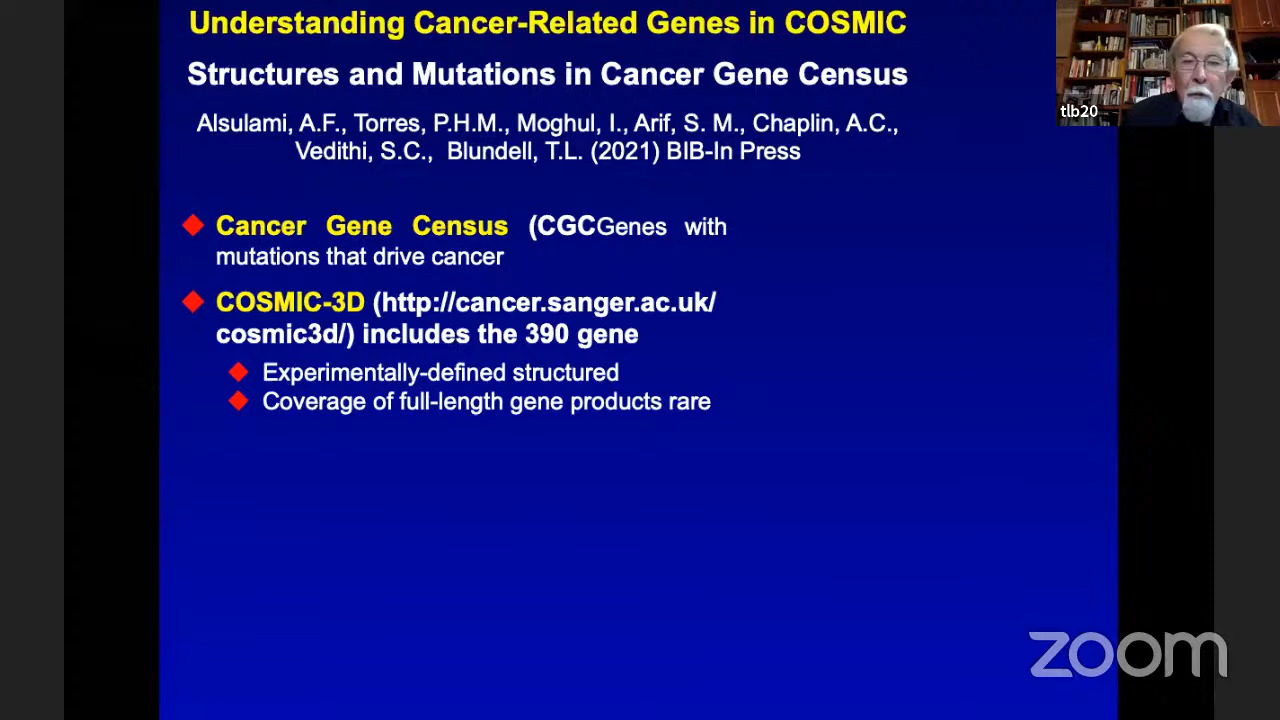 Understanding Cancer-Related Genes in COSMIC
Structures and Mutations in Cancer Gene Census
Alsulami, A.F., Torres, P.H.M., Moghul, I., Arif, S. M., Chaplin, A.C.,
Vedithi, S.C., Blundell, T.L. (2021) BIB-In Press
tlb20
Cancer Gene Census (CGCGenes with
mutations that drive cancer
COSMIC-3D (http://cancer.sanger.ac.uk/
cosmic3d/) includes the 390 gene
Experimentally-defined structured
Coverage of full-length gene products rare
zoom